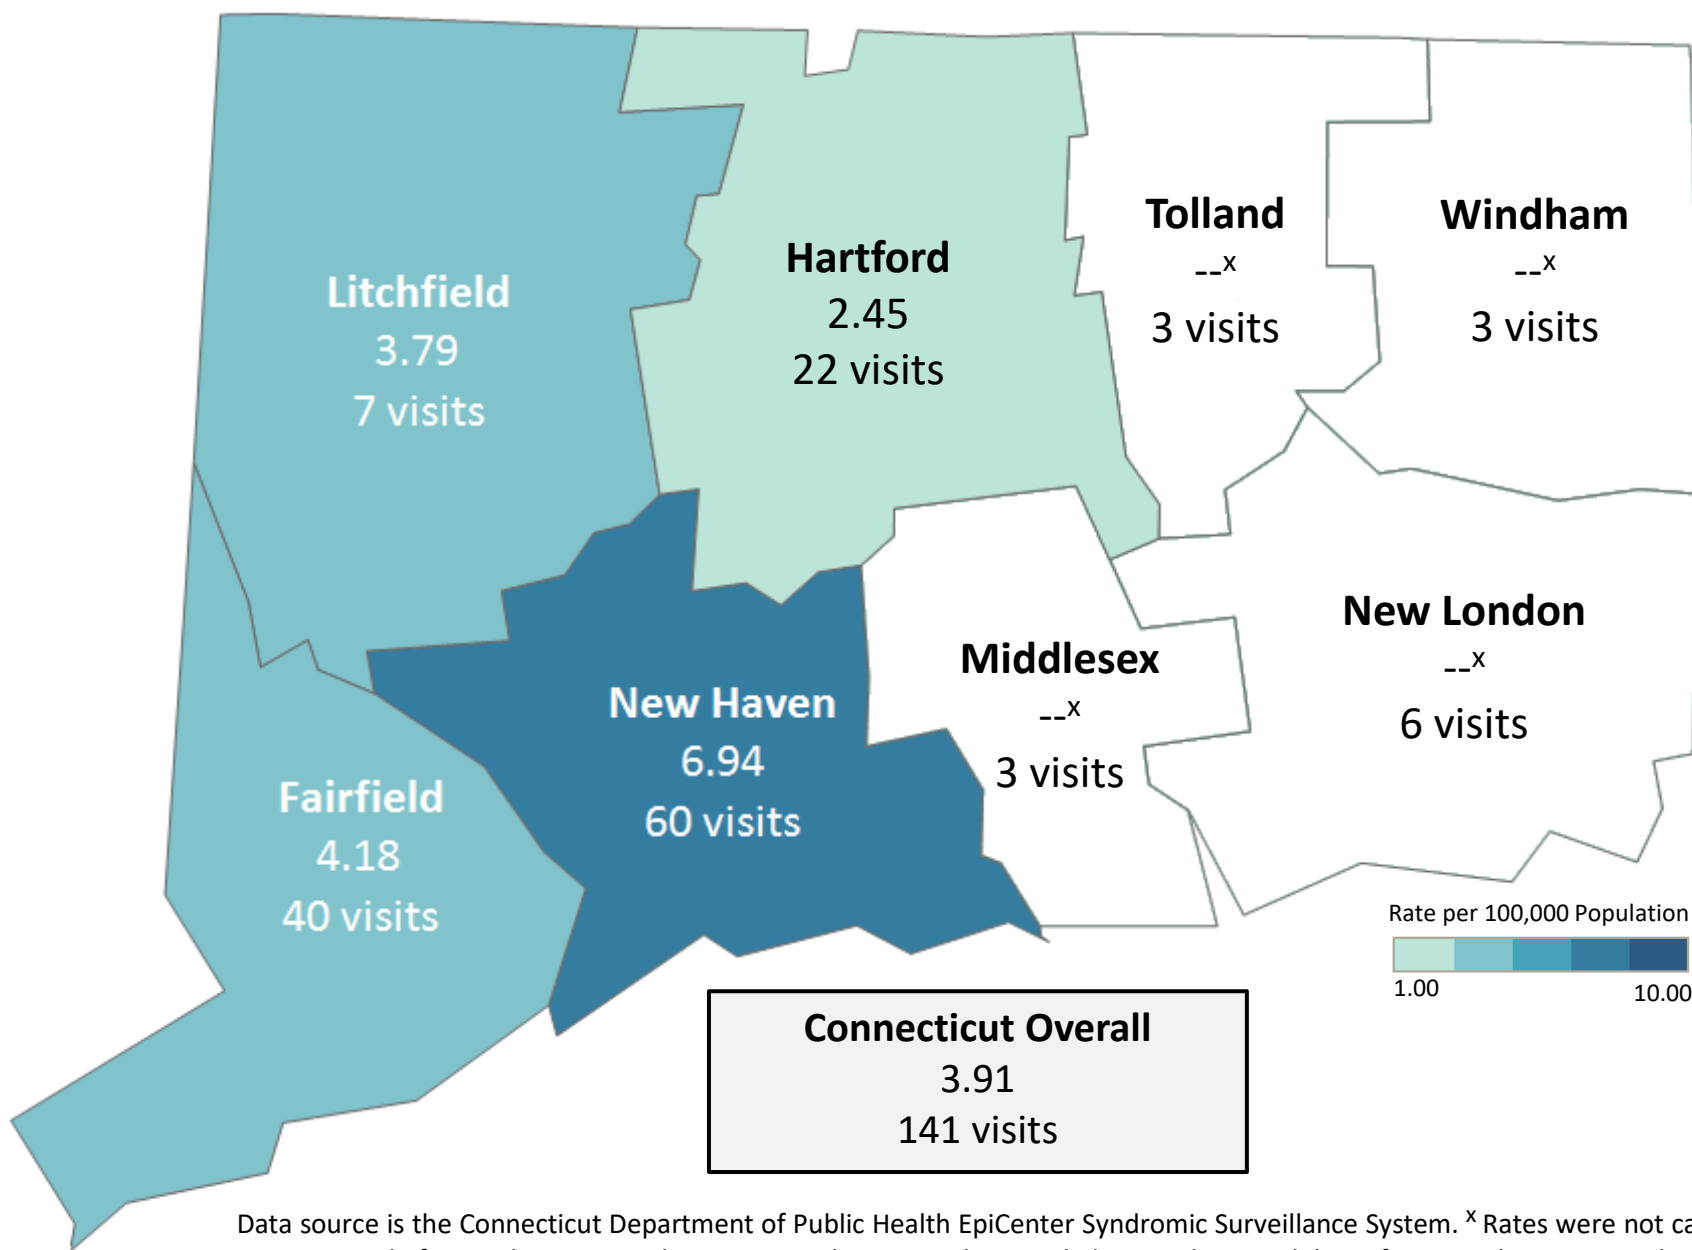 Litchfield
3.79
7 visits
Hartford
2.45
22 visits
Tolland
--ˣ
3 visits
Windham
--ˣ
3 visits
Fairfield
4.18
40 visits
New Haven
6.94
60 visits
Middlesex
--ˣ
3 visits
New London
--ˣ
6 visits
Rate per 100,000 Population
1.00 10.00
Connecticut Overall
3.91
141 visits
Data source is the Connecticut Department of Public Health EpiCenter Syndromic Surveillance System. ˣ Rates were not ca